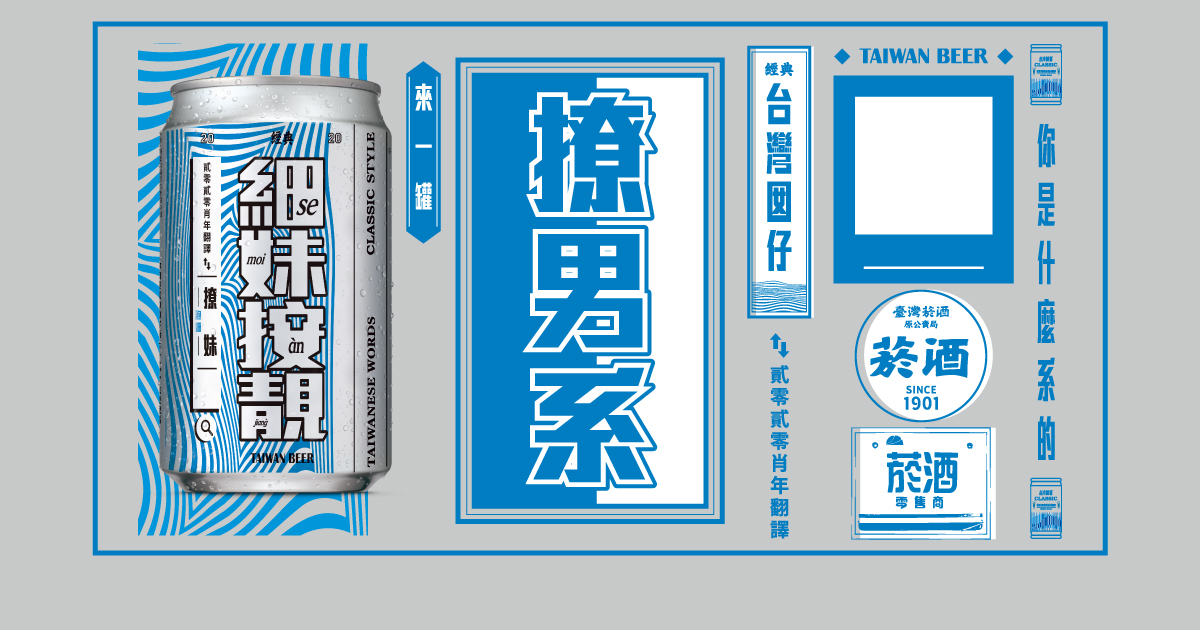 20 經典 20
細妹按靚
se
moi
àn
jiang
貳零貳零肖年翻譯
撩妹
TAIWAN BEER
CLASSIC STYLE
TAIWANESE WORDS
來一罐
撩男系
經典
台灣囡仔
貳零貳零肖年翻譯
TAIWAN BEER
臺灣菸酒
原公賣局
菸酒
SINCE
1901
菸酒
零售商
CLASSIC
你是什麼系的
CLASSIC